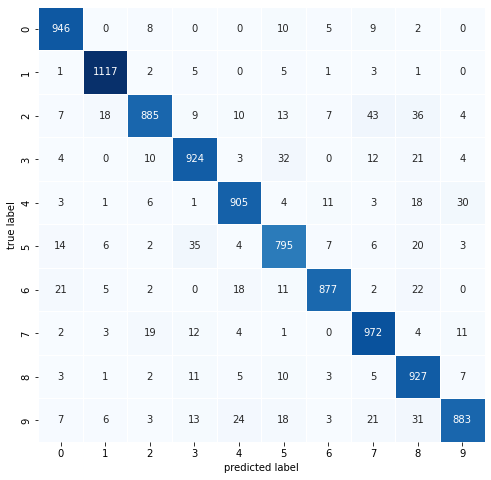 0 946 0 8 0 0 10 5 9 2 0
1 1 1117 2 5 0 5 1 3 1 0
2 7 18 885 9 10 13 7 43 36 4
3 4 0 10 924 3 32 0 12 21 4
4 3 1 6 1 905 4 11 3 18 30
5 14 6 2 35 4 795 7 6 20 3
6 21 5 2 0 18 11 877 2 22 0
7 2 3 19 12 4 1 0 972 4 11
8 3 1 2 11 5 10 3 5 927 7
9 7 6 3 13 24 18 3 21 31 883
0 1 2 3 4 5 6 7 8 9
true label
predicted label